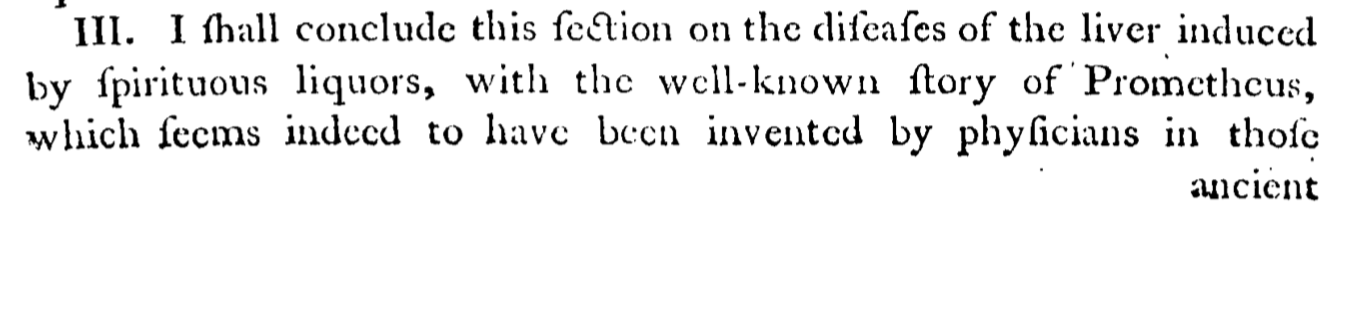 III. I ſhall conclude this ſection on the diſeaſes of the liver induced
by ſpirituous liquors, with the well-known ſtory of Prometheus,
which ſeems indeed to have been invented by phyſicians in thoſe
ancient